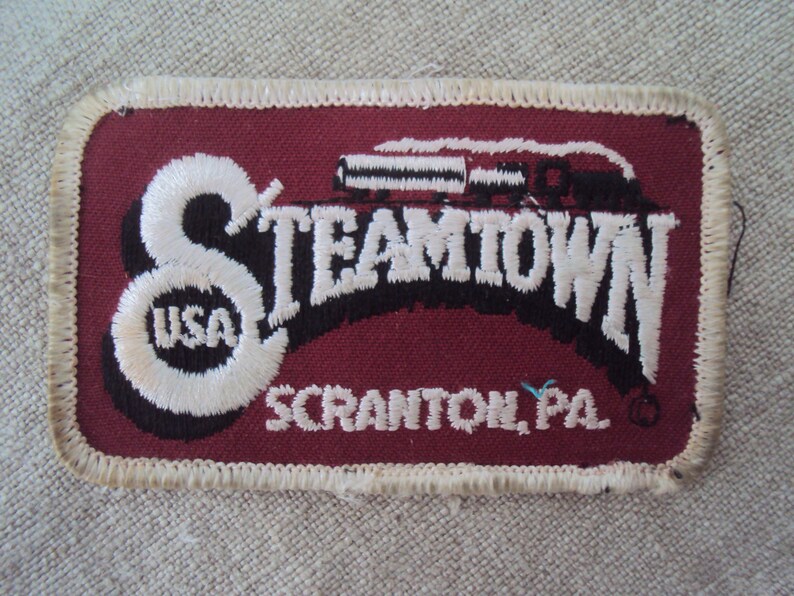 STEAMTOWN
USA
SCRANTON, PA.
©